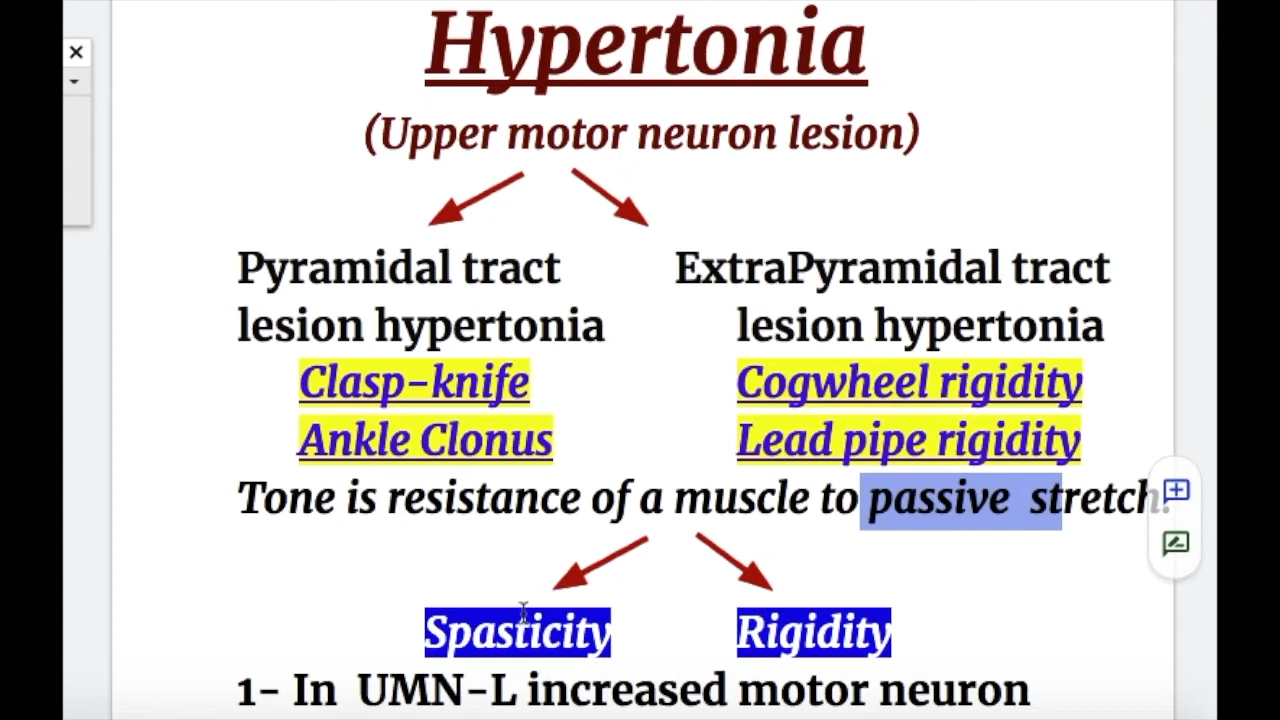 Hypertonia
(Upper motor neuron lesion)
Pyramidal tract
lesion hypertonia
Clasp-knife
Ankle Clonus
ExtraPyramidal tract
lesion hypertonia
Cogwheel rigidity
Lead pipe rigidity
Tone is resistance of a muscle to passive stretch.
Spasticity
Rigidity
1- In UMN-L increased motor neuron